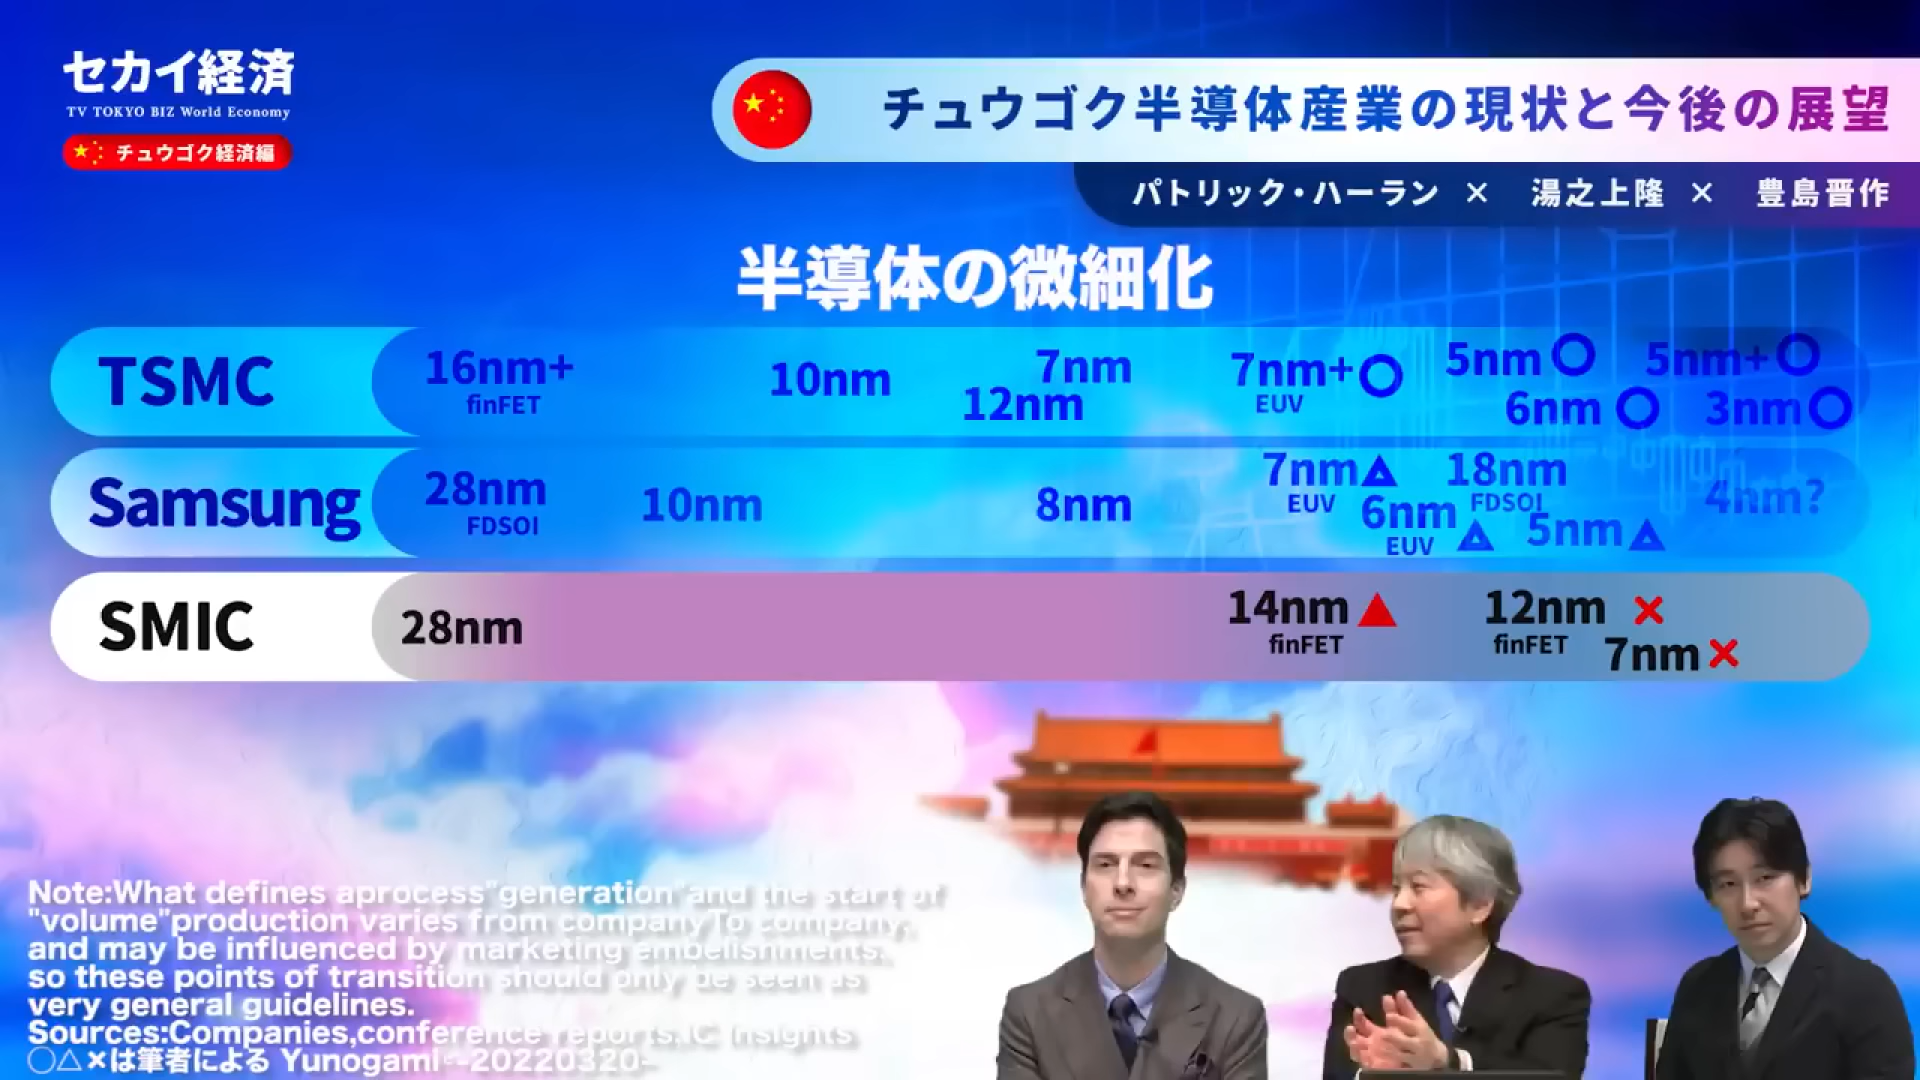 セカイ経済
TV TOKYO BIZ World Economy
チュウゴク経済編
チュウゴク半導体産業の現状と今後の展望
パトリック・ハーラン × 湯之上隆 × 豊島晋作
半導体の微細化
TSMC
16nm+
finFET
10nm
7nm
12nm
7nm+○
EUV
5nm○
6nm○
5nm+○
3nm○
Samsung
28nm
FDSOI
10nm
8nm
7nm△
EUV
6nm△
EUV
18nm
FDSOI
5nm△
4nm?
SMIC
28nm
14nm▲
finFET
12nm ×
finFET
7nm×
Note:What defines aprocess"generation"and the start of
"volume"production varies from companyTo company,
and may be influenced by marketing embellishments.
so these points of transition should only be seen as
very general guidelines.
Sources:Companies,conference reports.IC Insights
○△×は筆者による Yunogami -20220320-